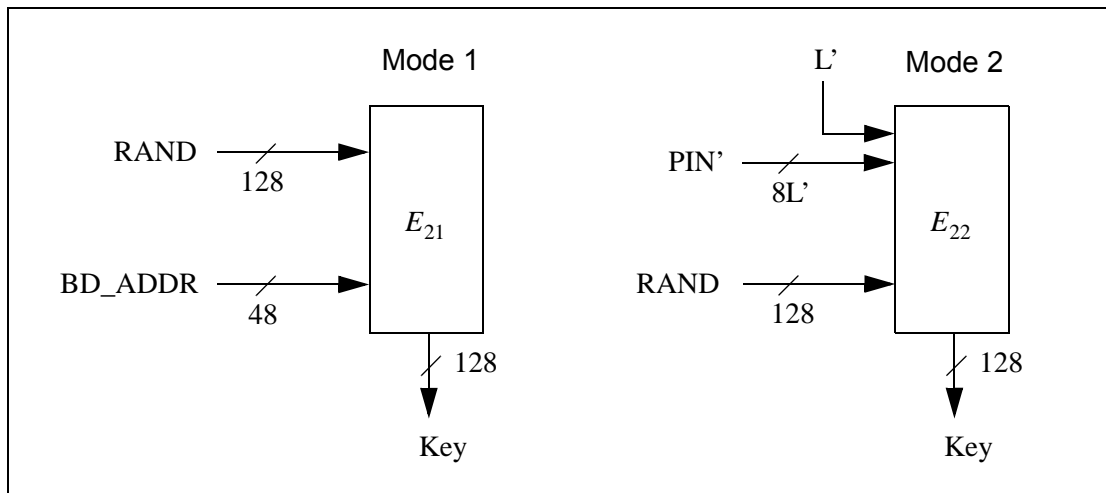 Mode 1
RAND
128
E21
BD_ADDR
48
128
Key
L’
Mode 2
PIN’
8L’
E22
RAND
128
128
Key